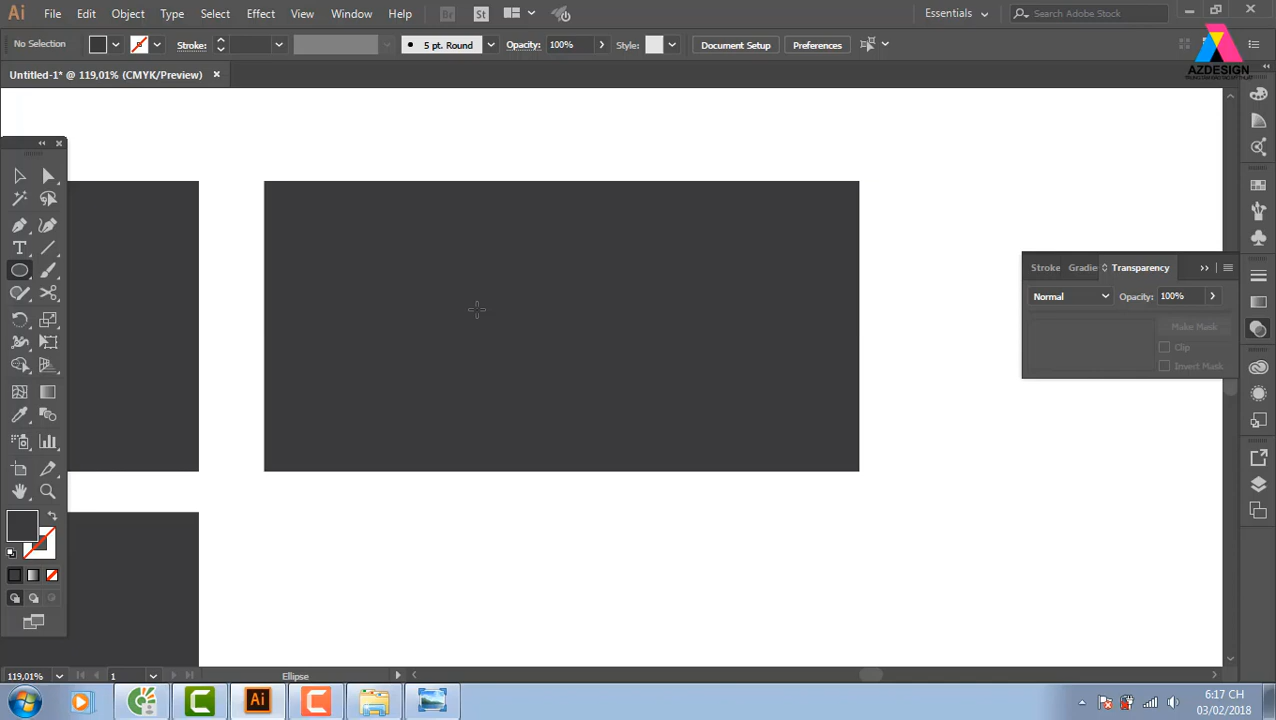 Ai File Edit Object Type Select Effect View Window Help Br St Essentials Search Adobe Stock
No Selection Stroke: 5 pt. Round Opacity: 100% Style: Document Setup Preferences
AZDESIGN
Untitled-1* @ 119,01% (CMYK/Preview)
Stroke Gradie Transparency
Normal Opacity: 100%
Make Mask
Clip
Invert Mask
119,01% 1 Ellipse
Ai
6:17 CH
03/02/2018